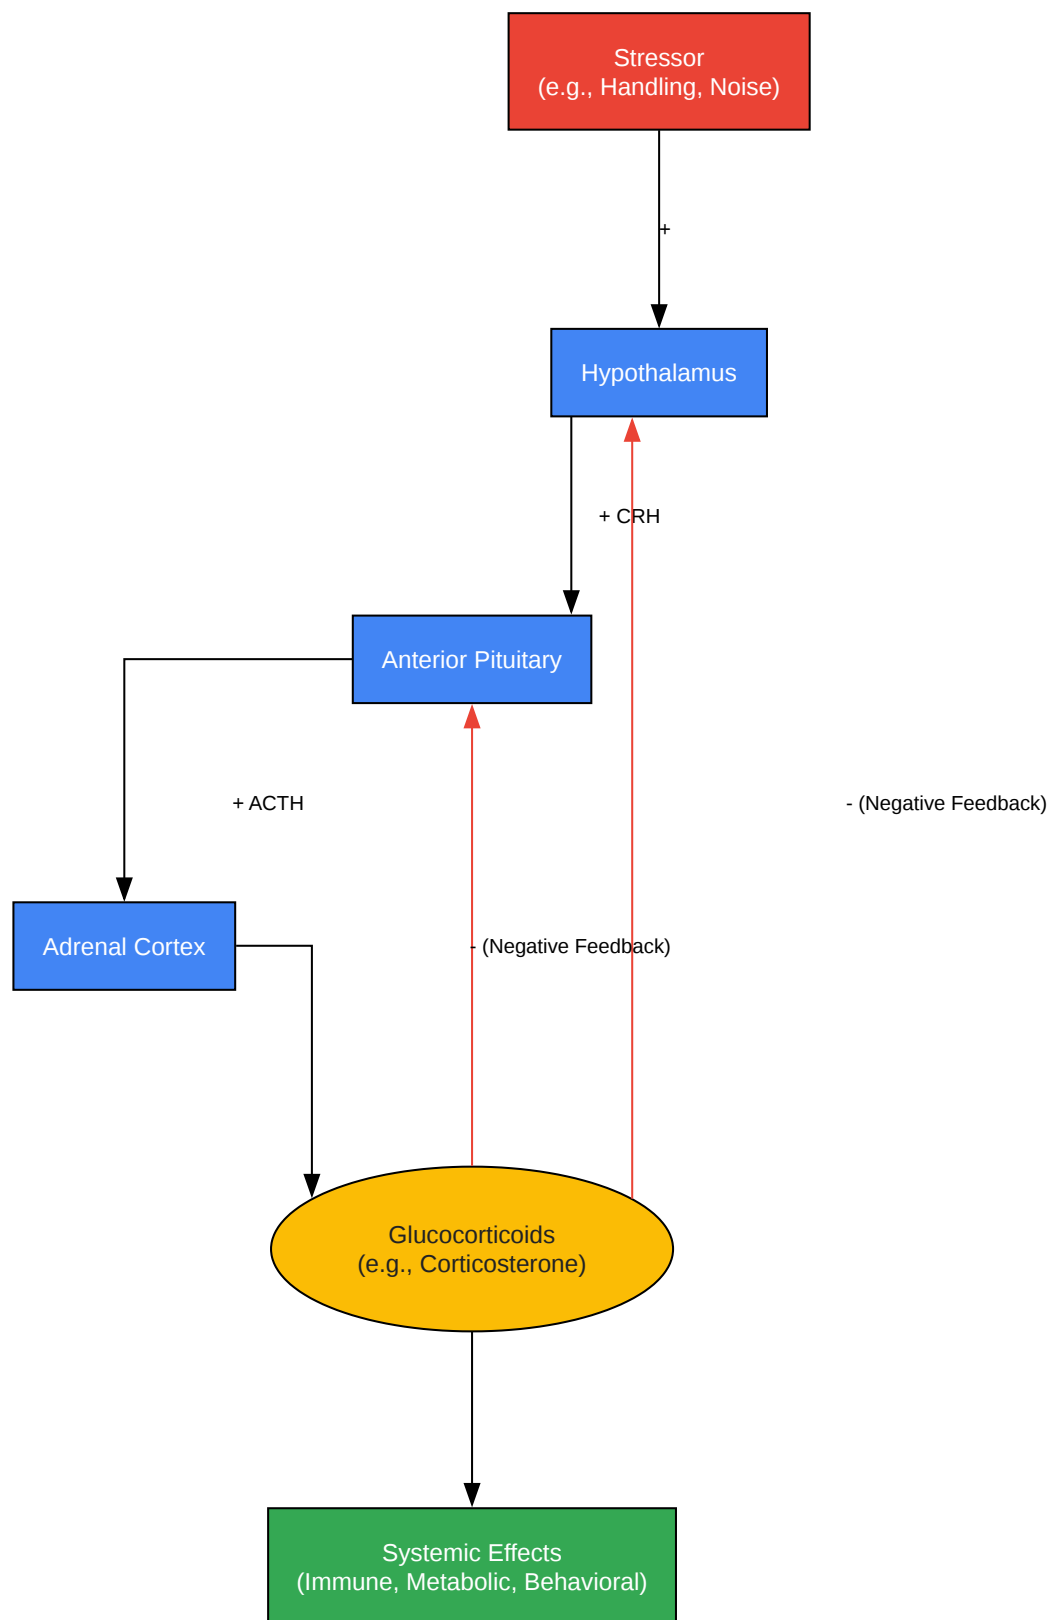 Stressor
(e.g., Handling, Noise)
+
Hypothalamus
+ CRH
Anterior Pituitary
+ ACTH
- (Negative Feedback)
Adrenal Cortex
- (Negative Feedback)
Glucocorticoids
(e.g., Corticosterone)
Systemic Effects
(Immune, Metabolic, Behavioral)